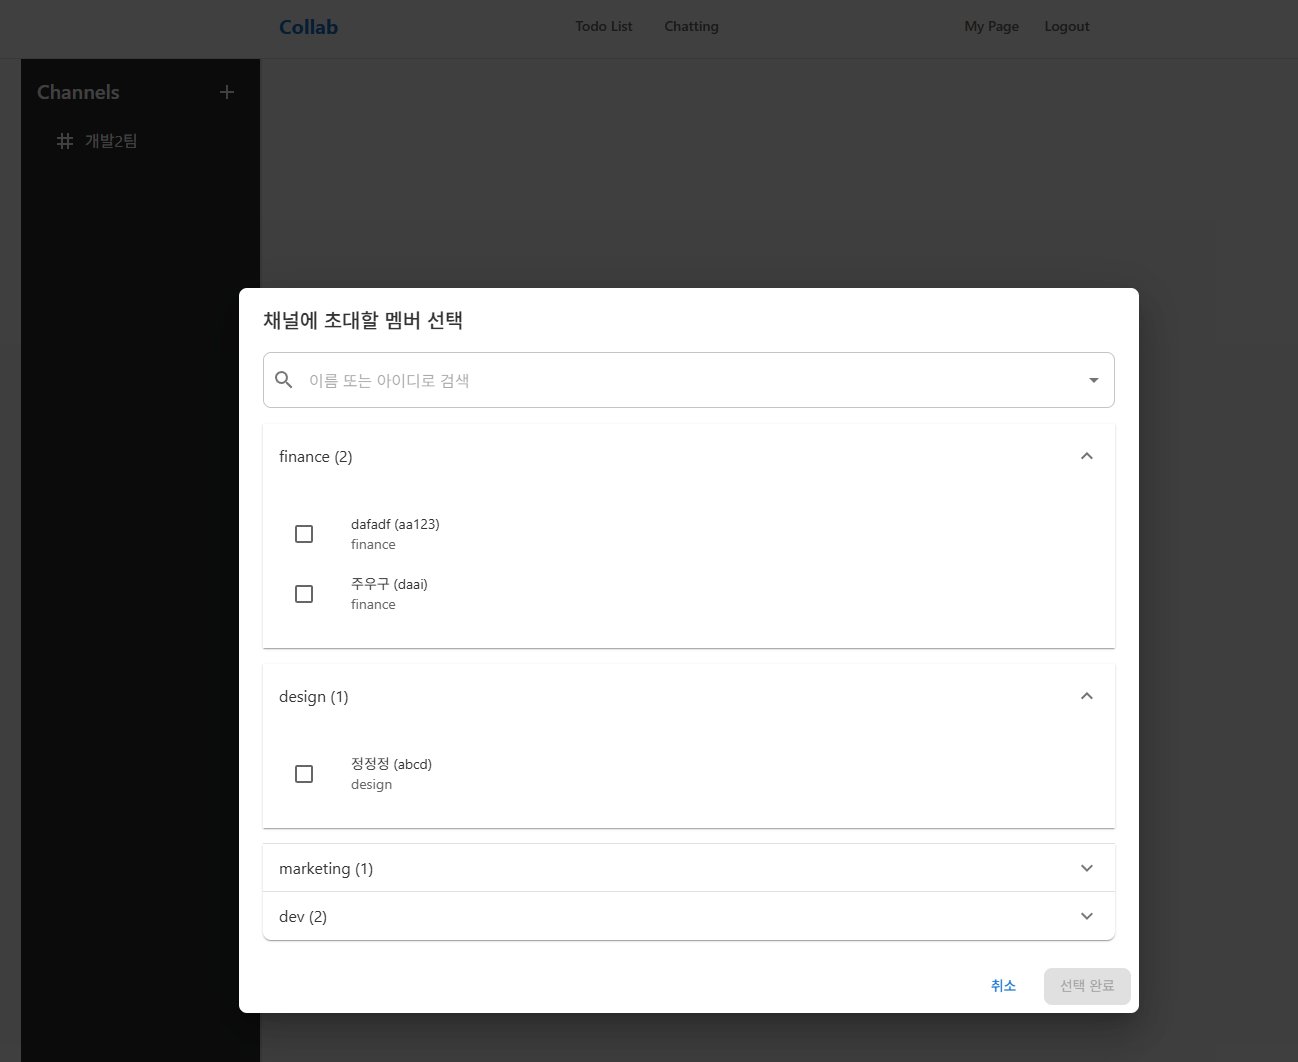 Collab
Todo List
Chatting
My Page
Logout
Channels
개발2팀
채널에 초대할 멤버 선택
이름 또는 아이디로 검색
finance (2)
dafadf (aa123)
finance
주우구 (daai)
finance
design (1)
정정정 (abcd)
design
marketing (1)
dev (2)
취소
선택 완료